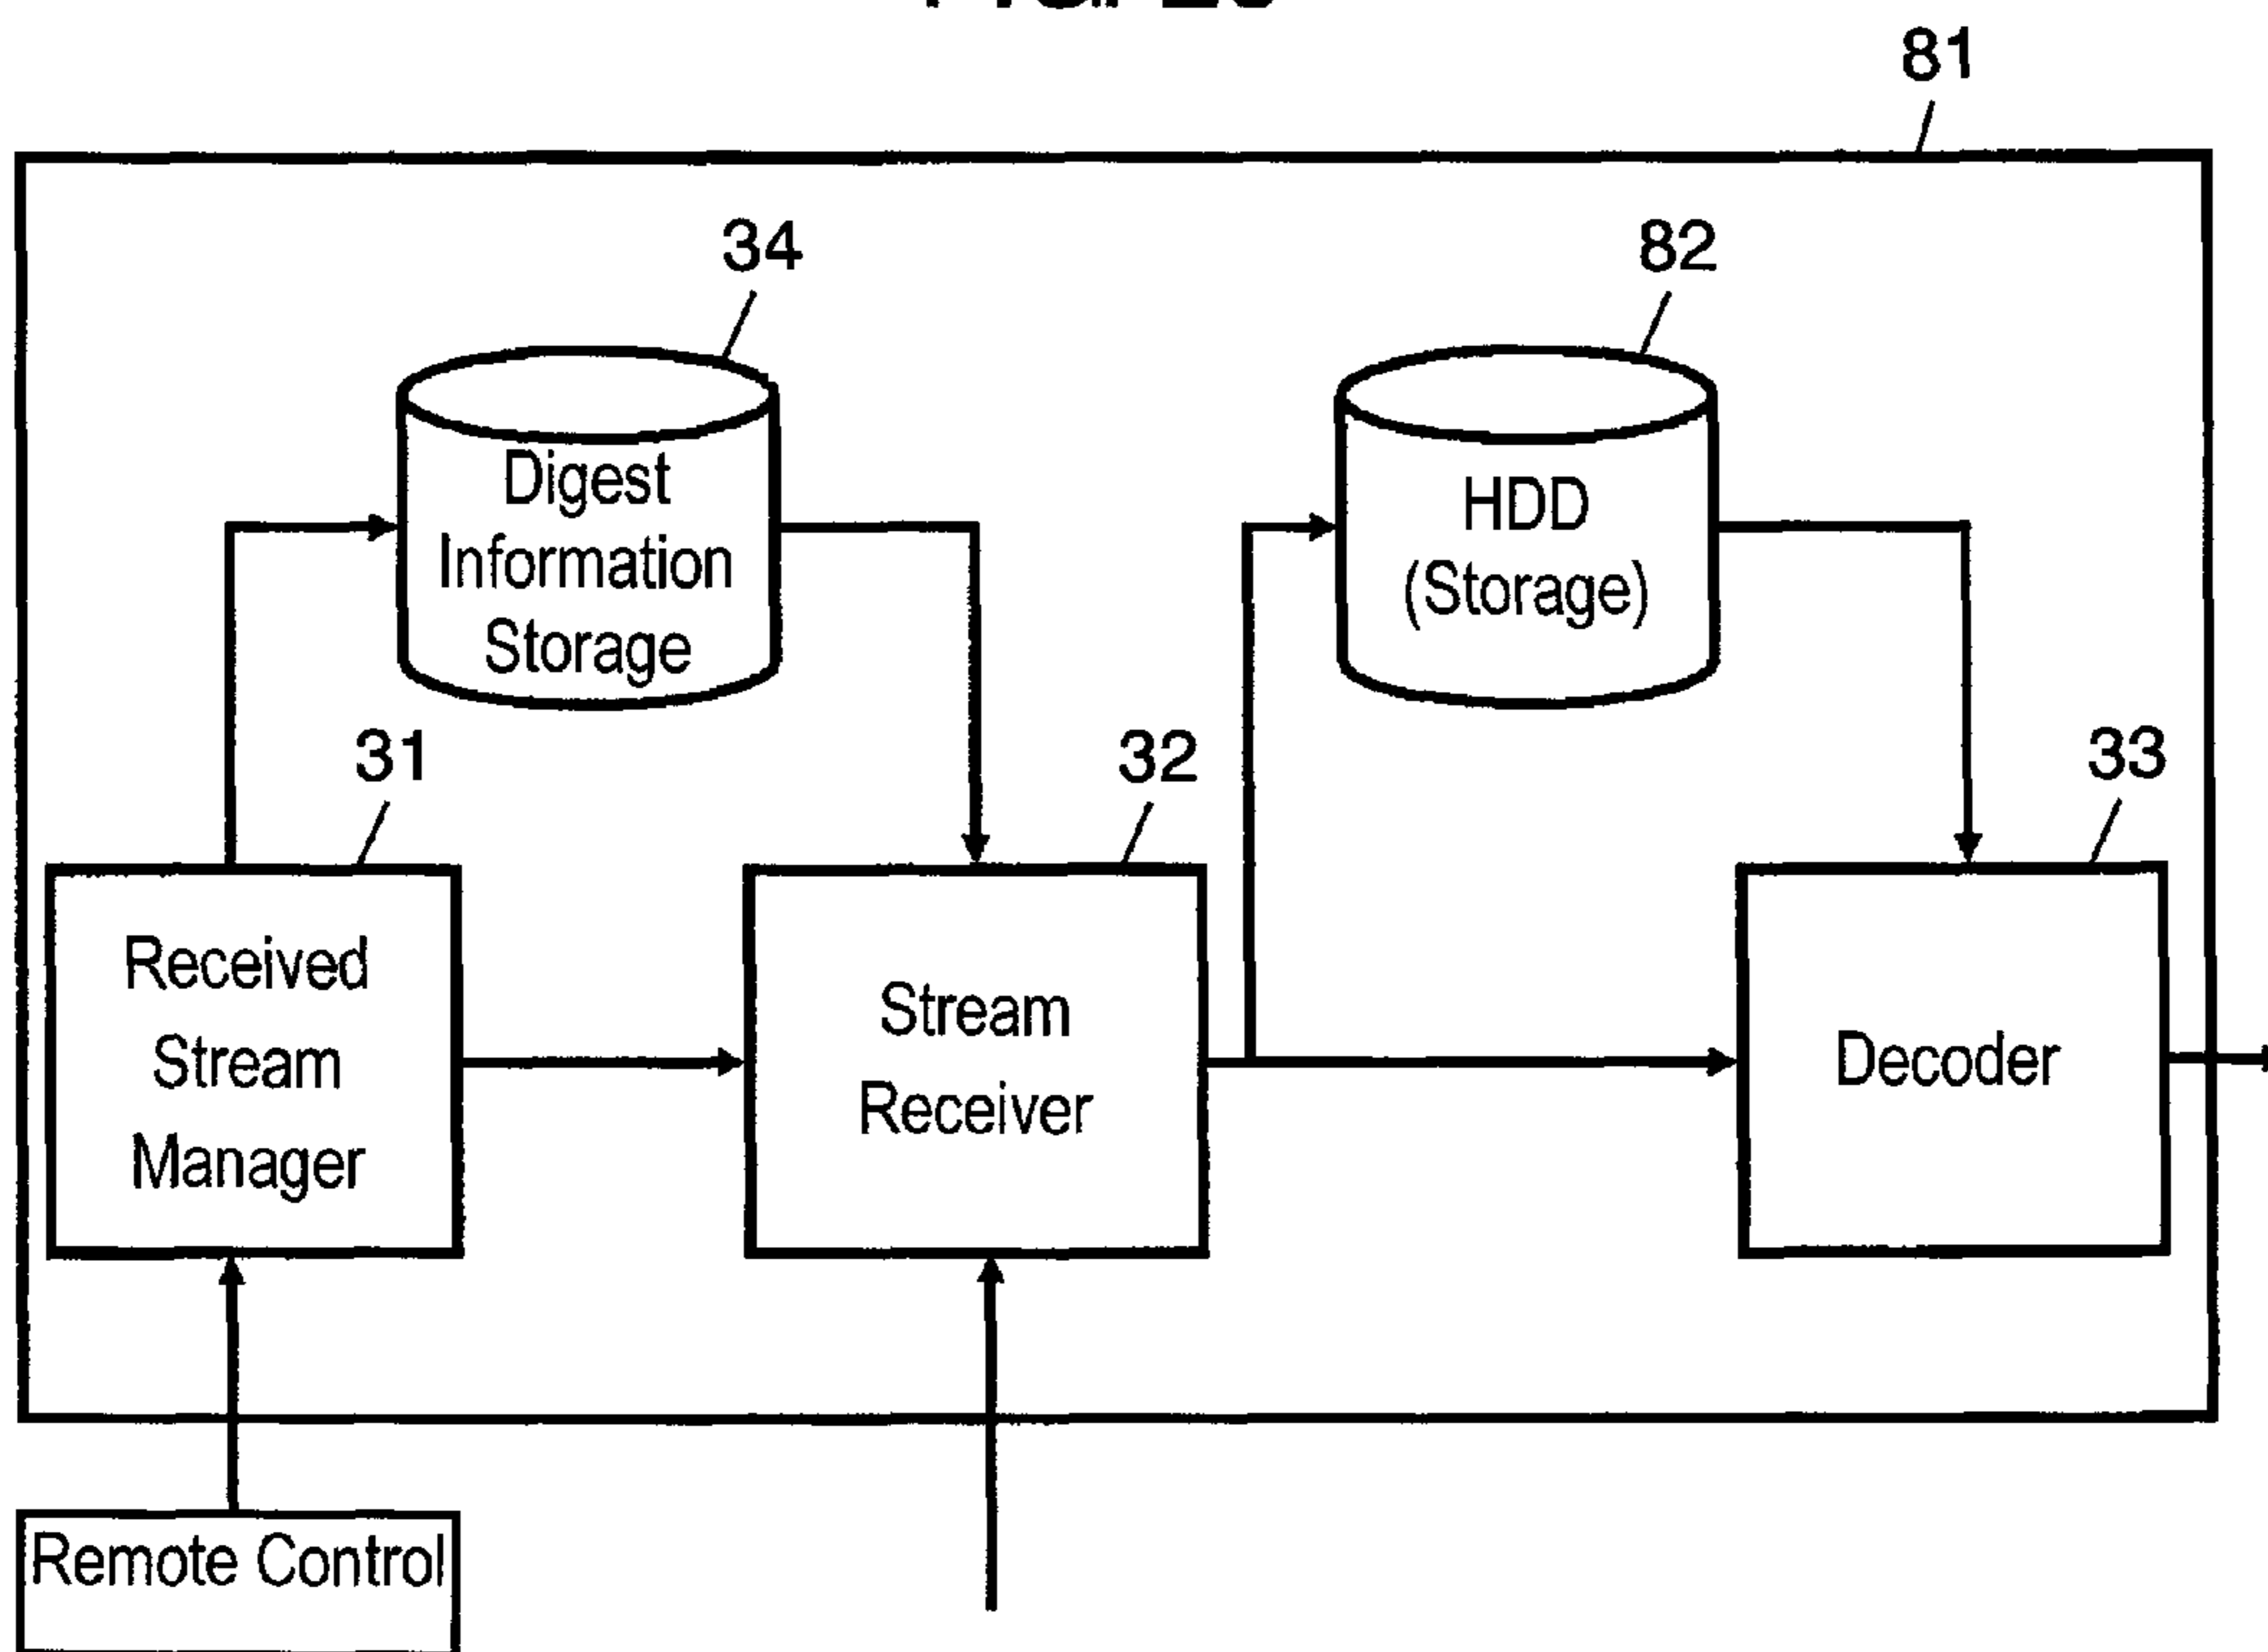 81
34
82
Digest
Information
Storage
HDD
(Storage)
31
32
33
Received
Stream
Manager
Stream
Receiver
Decoder
Remote Control